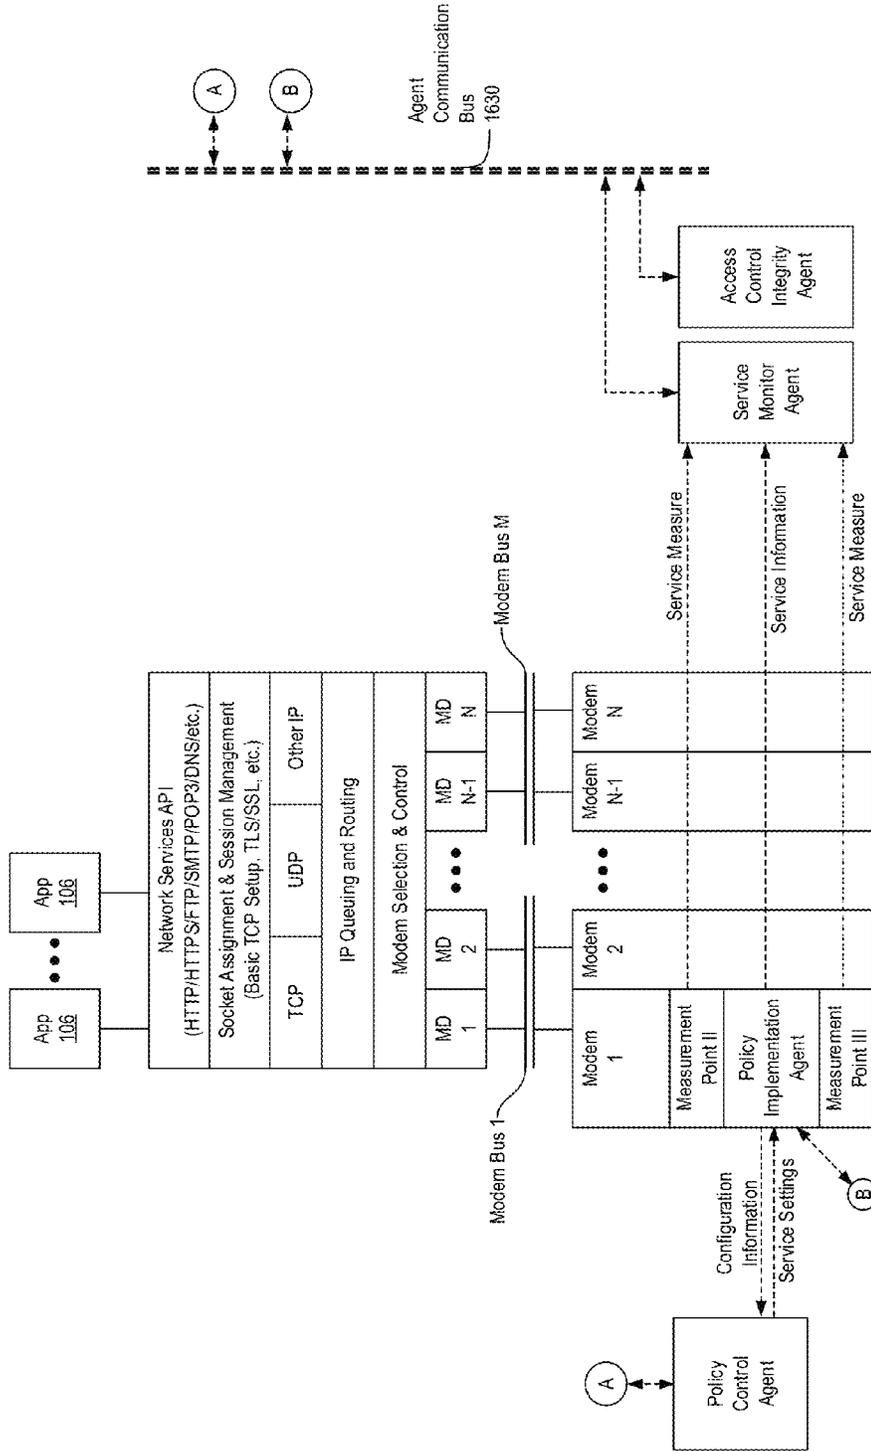 App
106
App
106
Network Services API
(HTTP/HTTPS/FTP/SMTP/POP3/DNS/etc.)
Socket Assignment & Session Management
(Basic TCP Setup, TLS/SSL, etc.)
TCP
UDP
Other IP
IP Queuing and Routing
Modem Selection & Control
MD
1
MD
2
MD
N-1
MD
N
Modem Bus 1
Modem Bus M
Modem
1
Modem
2
Modem
N-1
Modem
N
Measurement
Point II
Policy
Implementation
Agent
Measurement
Point III
A
Policy
Control
Agent
Configuration
Information
Service Settings
B
Service Measure
Service Information
Service Measure
Service
Monitor
Agent
Access
Control
Integrity
Agent
Agent
Communication
Bus
1630
A
B